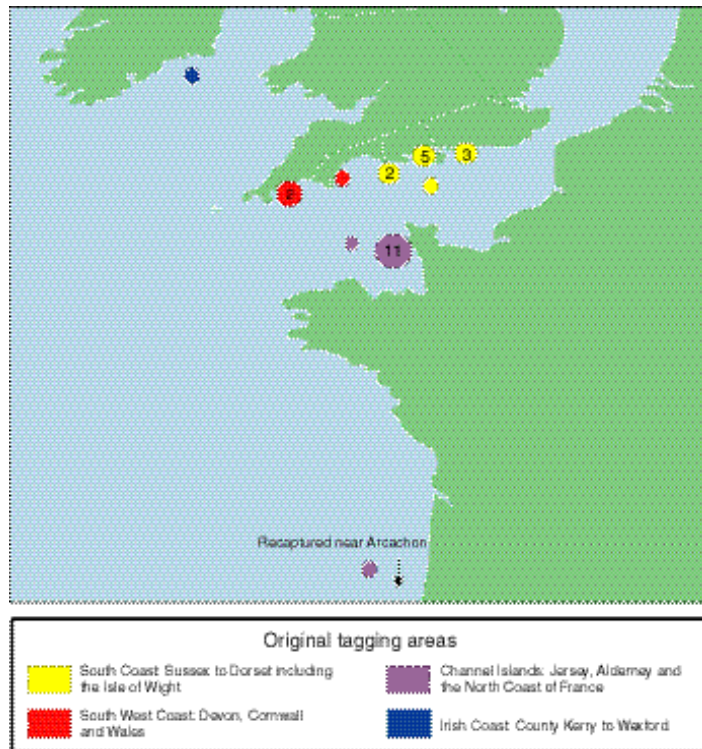 5
3
2
11
Recaptured near Arcachon
Original tagging areas
South Coast: Sussex to Dorset including
the Isle of Wight
Channel Islands: Jersey, Alderney and
the North Coast of France
South West Coast: Devon, Cornwall
and Wales
Irish Coast: County Kerry to Wexford